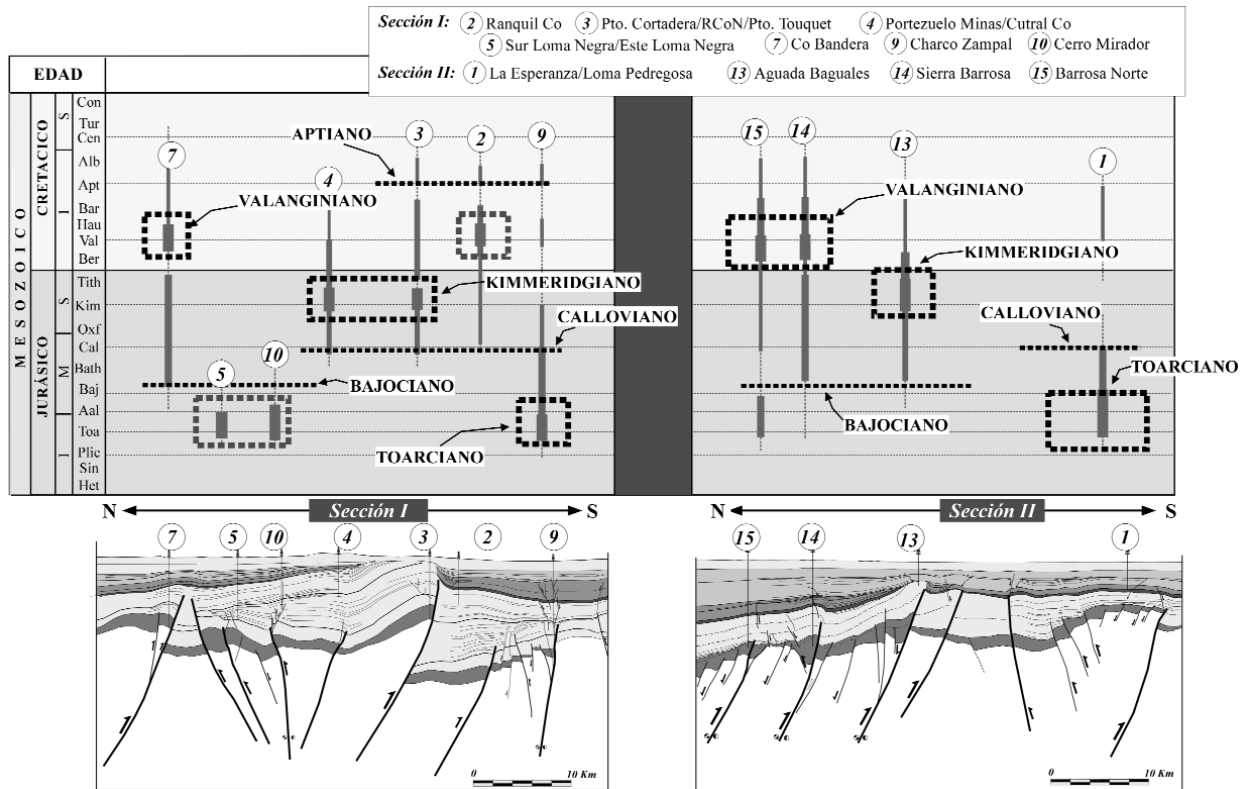 Sección I: 2 Ranquil Co 3 Pto. Cortadera/RCoN/Pto. Touquet 4 Portezuelo Minas/Cutral Co
5 Sur Loma Negra/Este Loma Negra 7 Co Bandera 9 Charco Zampal 10 Cerro Mirador
Sección II: 1 La Esperanza/Loma Pedregosa 13 Aguada Baguales 14 Sierra Barrosa 15 Barrosa Norte
EDAD
MESOZOICO
CRETACICO
JURÁSICO
S
I
S
M
I
Con
Tur
Cen
Alb
Apt
Bar
Hau
Val
Ber
Tith
Kim
Oxf
Cal
Bath
Baj
Aal
Toa
Plic
Sin
Het
7
4
3
2
9
5
10
APTIANO
VALANGINIANO
KIMMERIDGIANO
CALLOVIANO
BAJOCIANO
TOARCIANO
15
14
13
1
VALANGINIANO
KIMMERIDGIANO
CALLOVIANO
TOARCIANO
BAJOCIANO
N Sección I S
7 5 10 4 3 2 9
0 10 Km
N Sección II S
15 14 13 1
0 10 Km